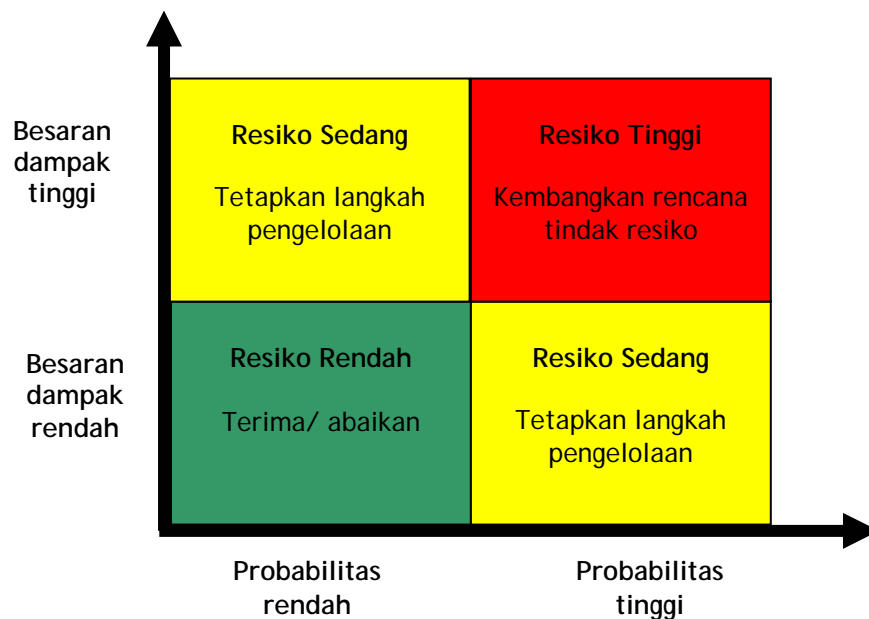 Besaran
dampak
tinggi
Resiko Sedang
Tetapkan langkah
pengelolaan
Resiko Tinggi
Kembangkan rencana
tindak resiko
Besaran
dampak
rendah
Resiko Rendah
Terima/ abaikan
Resiko Sedang
Tetapkan langkah
pengelolaan
Probabilitas
rendah
Probabilitas
tinggi